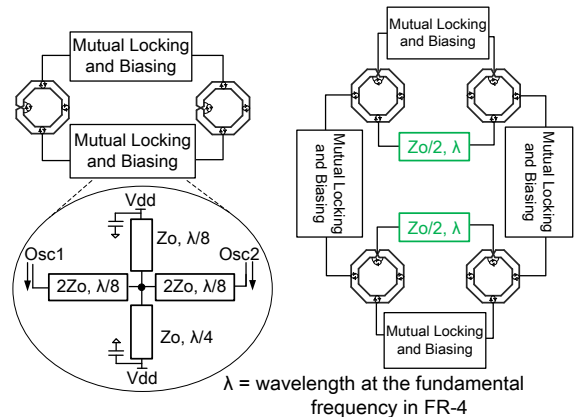 Mutual Locking
and Biasing
Mutual Locking
and Biasing
Vdd
Zo, λ/8
Osc1
Osc2
2Zo, λ/8
2Zo, λ/8
Zo, λ/4
Vdd
Mutual Locking
and Biasing
Mutual Locking
and Biasing
Zo/2, λ
Mutual Locking
and Biasing
Zo/2, λ
Mutual Locking
and Biasing
λ = wavelength at the fundamental
frequency in FR-4